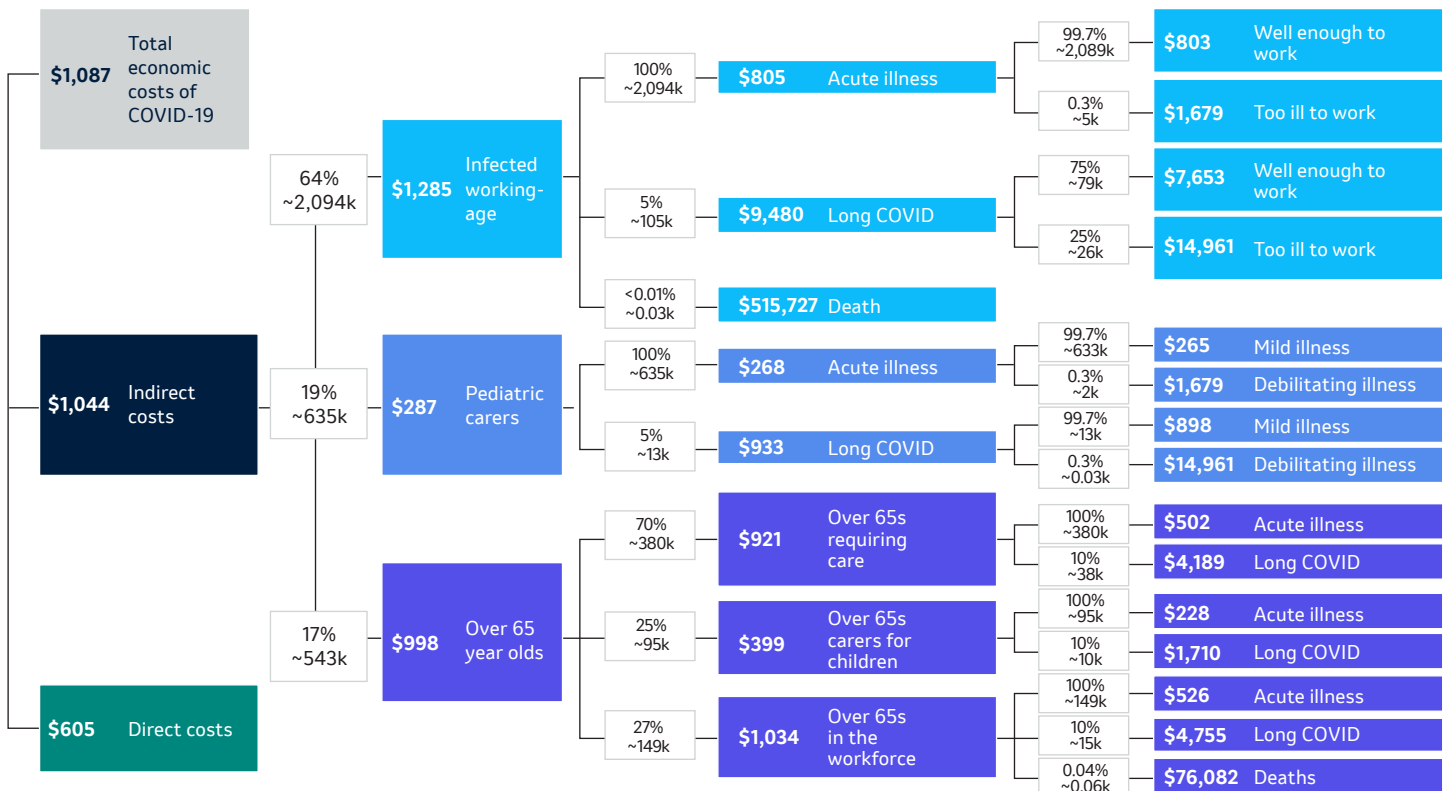 $1,087
Total
economic
costs of
COVID-19
$1,044
Indirect
costs
$605
Direct costs
64%
~2,094k
19%
~635k
17%
~543k
$1,285
Infected
working-
age
$287
Pediatric
carers
$998
Over 65
year olds
100%
~2,094k
5%
~105k
<0.01%
~0.03k
100%
~635k
5%
~13k
70%
~380k
25%
~95k
27%
~149k
$805 Acute illness
$9,480 Long COVID
$515,727 Death
$268 Acute illness
$933 Long COVID
$921
Over 65s
requiring
care
$399
Over 65s
carers for
children
$1,034
Over 65s
in the
workforce
99.7%
~2,089k
0.3%
~5k
75%
~79k
25%
~26k
99.7%
~633k
0.3%
~2k
99.7%
~13k
0.3%
~0.03k
100%
~380k
10%
~38k
100%
~95k
10%
~10k
100%
~149k
10%
~15k
0.04%
~0.06k
$803
Well enough to
work
$1,679 Too ill to work
$7,653
Well enough to
work
$14,961 Too ill to work
$265 Mild illness
$1,679 Debilitating illness
$898 Mild illness
$14,961 Debilitating illness
$502 Acute illness
$4,189 Long COVID
$228 Acute illness
$1,710 Long COVID
$526 Acute illness
$4,755 Long COVID
$76,082 Deaths